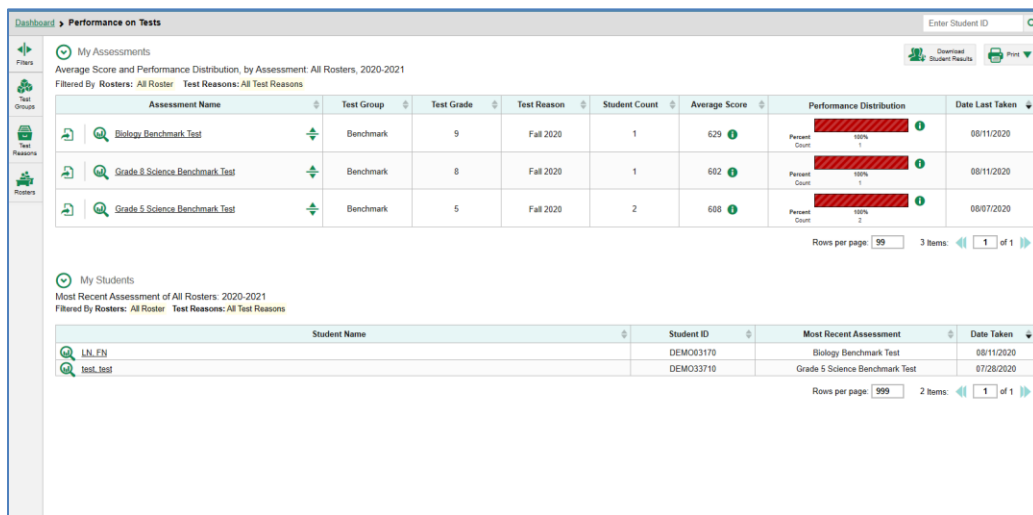 Dashboard > Performance on Tests
Enter Student ID
Filters
Test Groups
Test Reasons
Rosters
My Assessments
Download Student Results
Print
Average Score and Performance Distribution, by Assessment: All Rosters, 2020-2021
Filtered By Rosters: All Roster Test Reasons: All Test Reasons
Assessment Name Test Group Test Grade Test Reason Student Count Average Score Performance Distribution Date Last Taken
Biology Benchmark Test Benchmark 9 Fall 2020 1 629 Percent 100% 08/11/2020
Count 1
Grade 8 Science Benchmark Test Benchmark 8 Fall 2020 1 602 Percent 100% 08/11/2020
Count 1
Grade 5 Science Benchmark Test Benchmark 5 Fall 2020 2 608 Percent 100% 08/07/2020
Count 2
Rows per page: 99 3 Items: 1 of 1
My Students
Most Recent Assessment of All Rosters: 2020-2021
Filtered By Rosters: All Roster Test Reasons: All Test Reasons
Student Name Student ID Most Recent Assessment Date Taken
LN, FN DEMO03170 Biology Benchmark Test 08/11/2020
test, test DEMO33710 Grade 5 Science Benchmark Test 07/28/2020
Rows per page: 999 2 Items: 1 of 1